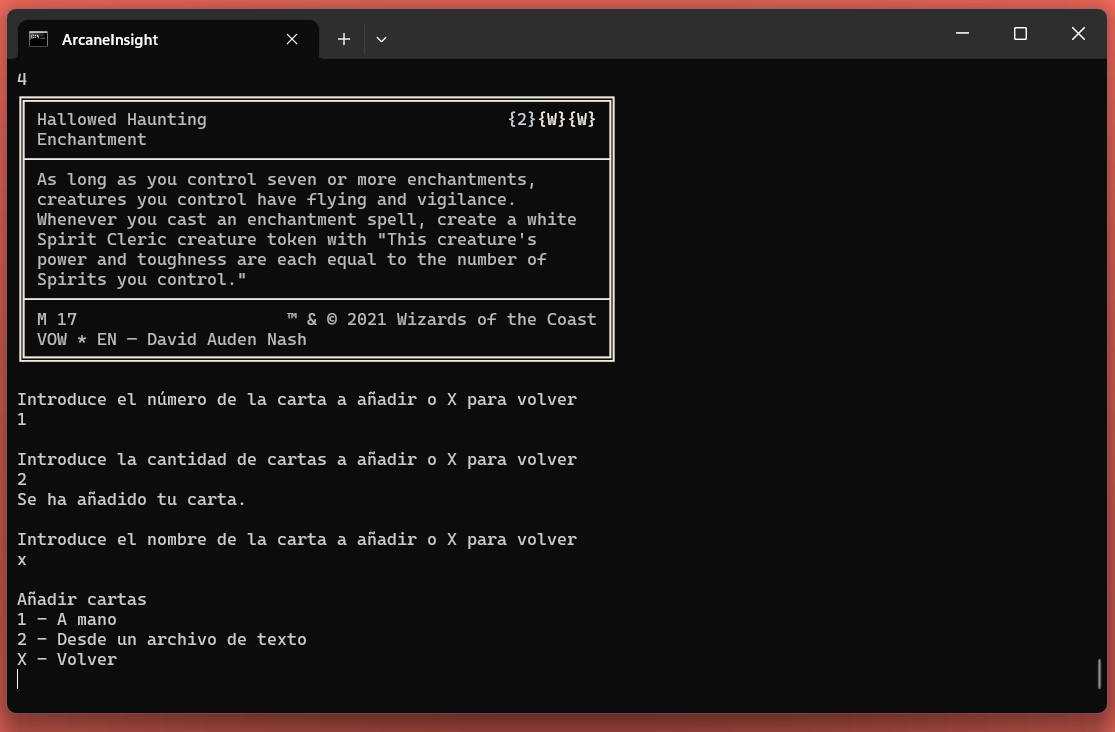 ArcaneInsight
4
Hallowed Haunting {2}{W}{W}
Enchantment
As long as you control seven or more enchantments,
creatures you control have flying and vigilance.
Whenever you cast an enchantment spell, create a white
Spirit Cleric creature token with "This creature's
power and toughness are each equal to the number of
Spirits you control."
M 17 ™ & © 2021 Wizards of the Coast
VOW * EN — David Auden Nash
Introduce el número de la carta a añadir o X para volver
1
Introduce la cantidad de cartas a añadir o X para volver
2
Se ha añadido tu carta.
Introduce el nombre de la carta a añadir o X para volver
x
Añadir cartas
1 — A mano
2 — Desde un archivo de texto
X — Volver